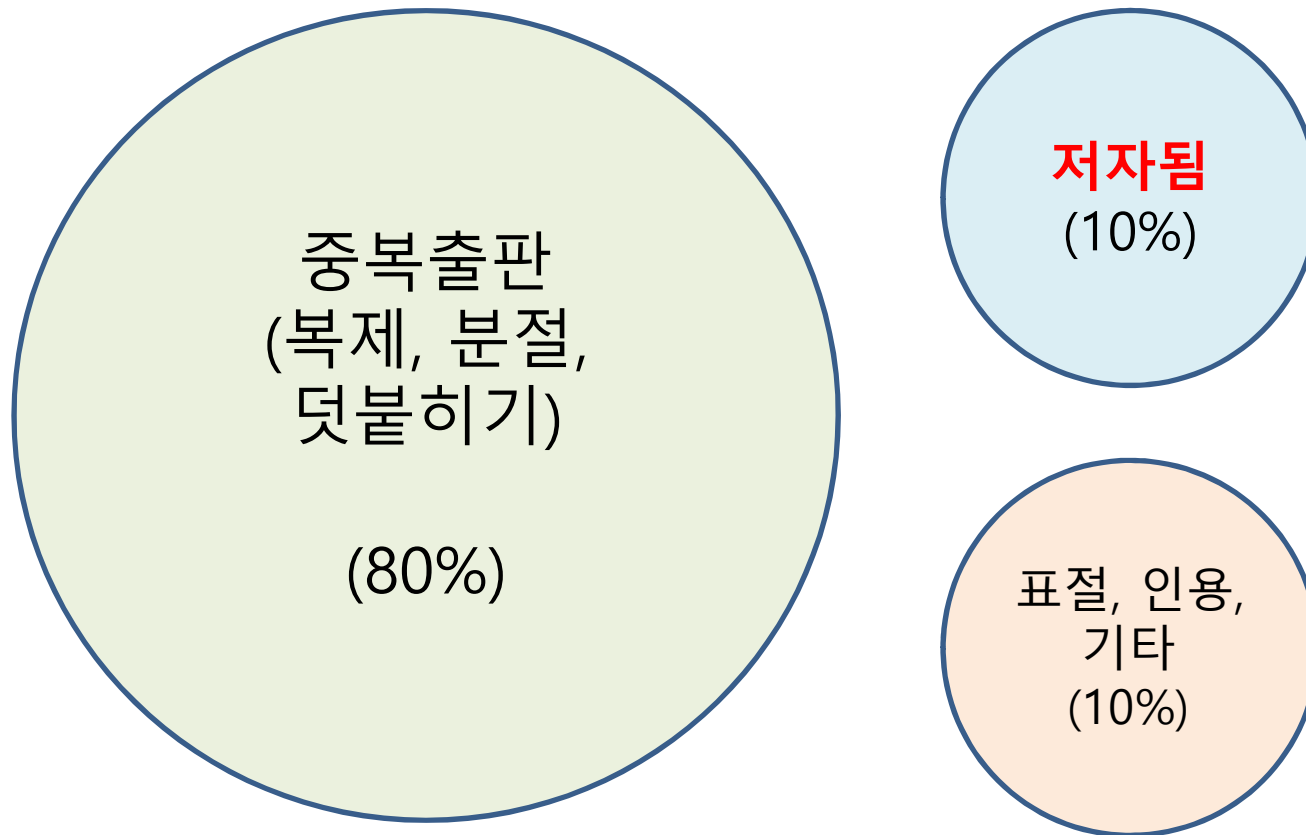 중복출판
(복제, 분절,
덧붙히기)
(80%)
저자됨
(10%)
표절, 인용,
기타
(10%)